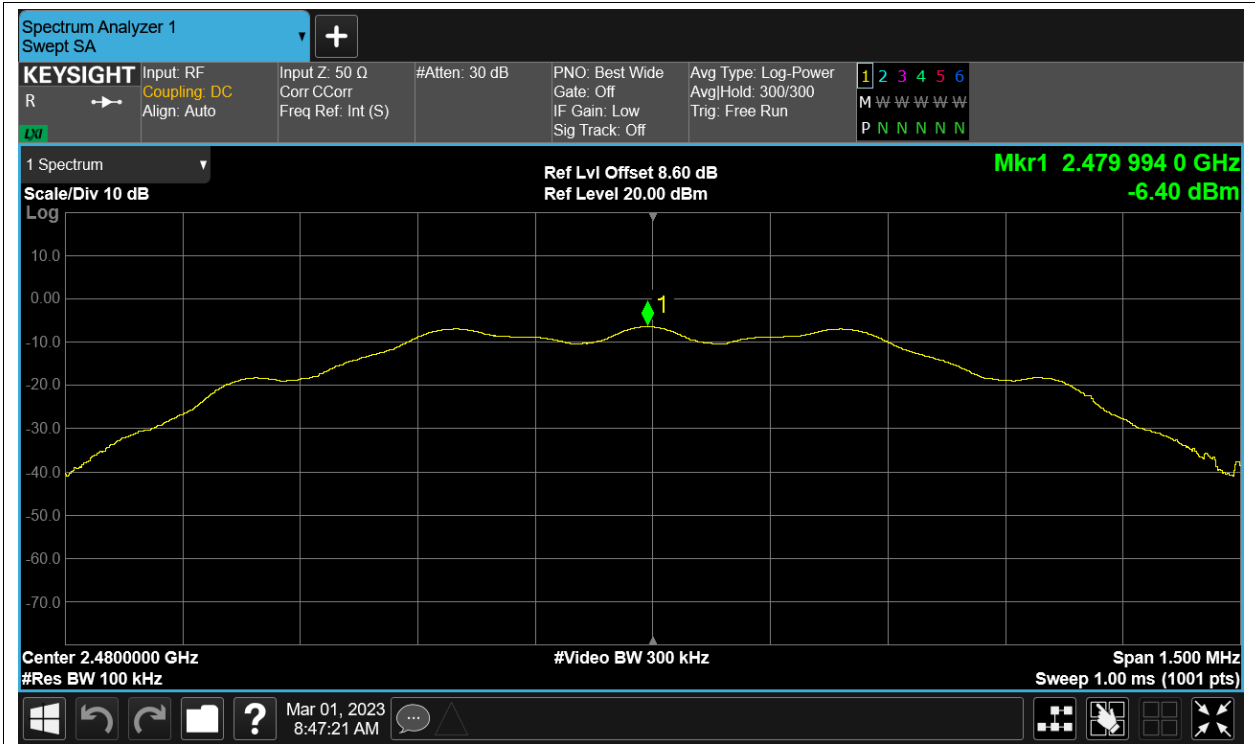 Spectrum Analyzer 1
Swept SA
+
KEYSIGHT
R
LXI
Input: RF
Coupling: DC
Align: Auto
Input Z: 50 Ω
Corr CCorr
Freq Ref: Int (S)
#Atten: 30 dB
PNO: Best Wide
Gate: Off
IF Gain: Low
Sig Track: Off
Avg Type: Log-Power
Avg|Hold: 300/300
Trig: Free Run
1 2 3 4 5 6
M W W W W W
P N N N N N
1 Spectrum
Scale/Div 10 dB
Log
Ref Lvl Offset 8.60 dB
Ref Level 20.00 dBm
Mkr1 2.479 994 0 GHz
-6.40 dBm
10.0
0.00
-10.0
-20.0
-30.0
-40.0
-50.0
-60.0
-70.0
1
Center 2.4800000 GHz
#Res BW 100 kHz
#Video BW 300 kHz
Span 1.500 MHz
Sweep 1.00 ms (1001 pts)
?
Mar 01, 2023
8:47:21 AM